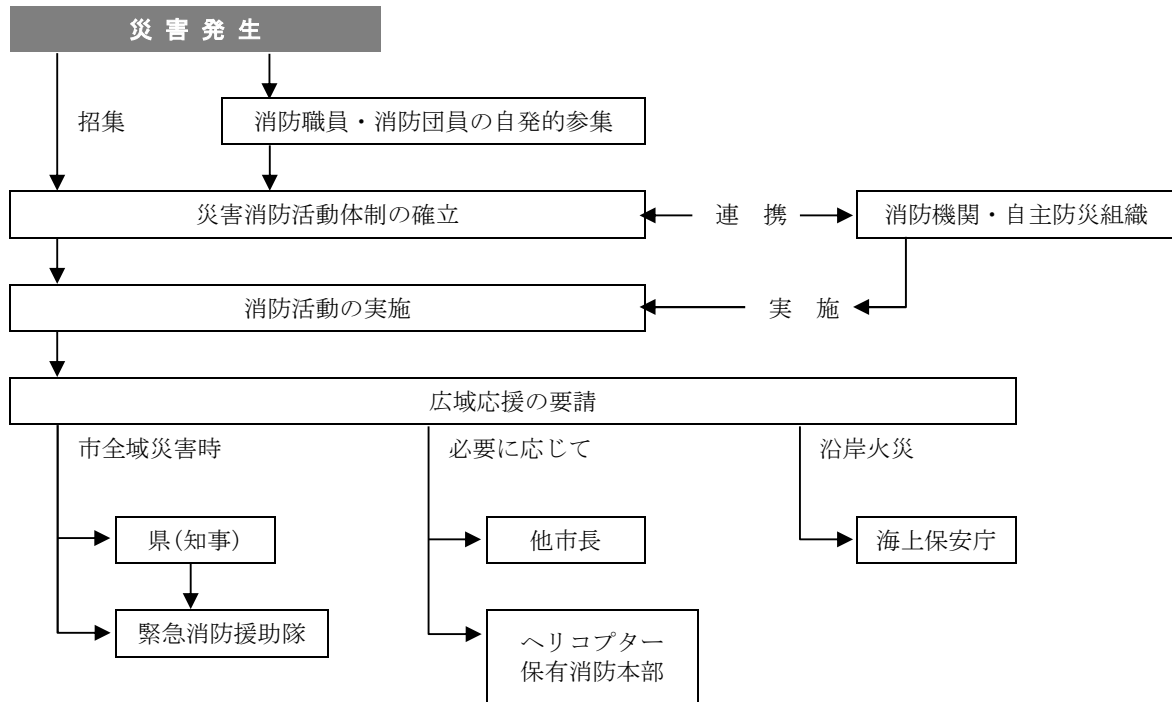 災 害 発 生
招集
消防職員・消防団員の自発的参集
災害消防活動体制の確立
連 携
消防機関・自主防災組織
消防活動の実施
実 施
広域応援の要請
市全域災害時
必要に応じて
沿岸火災
県(知事)
他市長
海上保安庁
緊急消防援助隊
ヘリコプター
保有消防本部